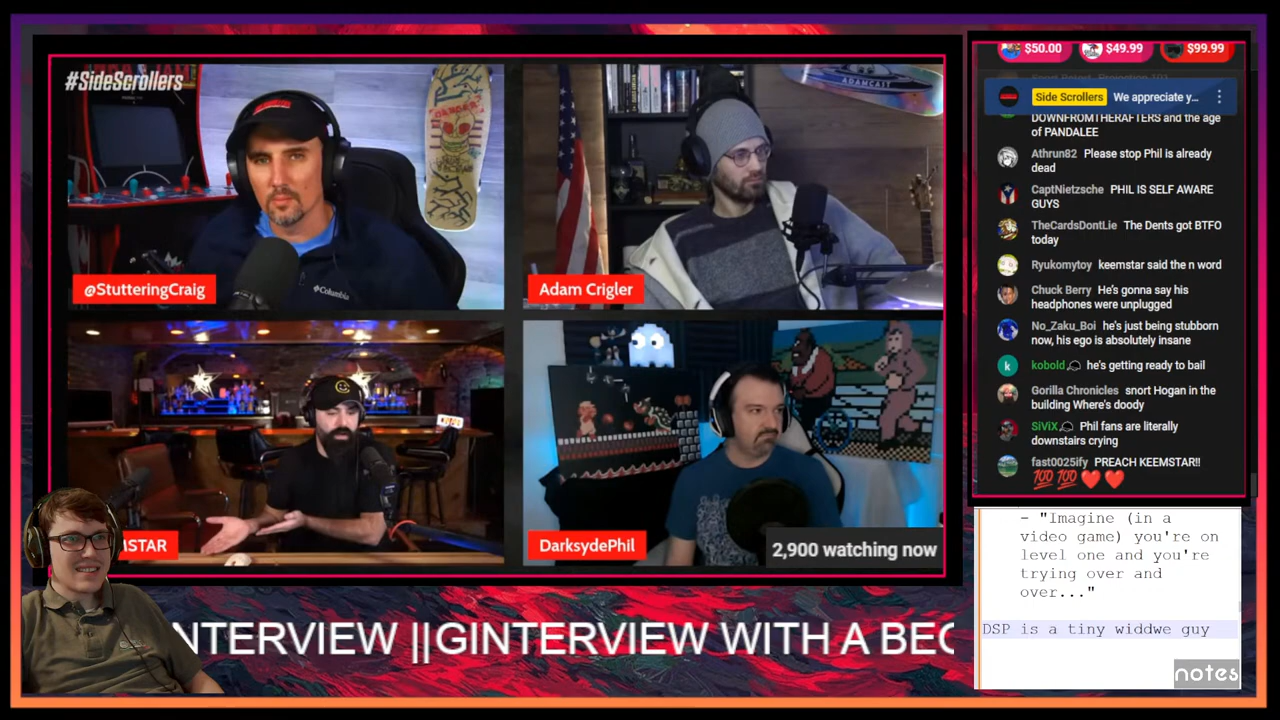 #SideScrollers
@StutteringCraig
ADAMCAST
Adam Crigler
Columbia
MSTAR
DarksydePhil
2,900 watching now
NTERVIEW ||GINTERVIEW WITH A BEG
$50.00 $49.99 $99.99
Side Scrollers We appreciate y...
DOWNFROMTHERAFTERS and the age
of PANDALEE
Athrun82 Please stop Phil is already
dead
CaptNietzsche PHIL IS SELF AWARE
GUYS
TheCardsDontLie The Dents got BTFO
today
Ryukomytoy keemstar said the n word
Chuck Berry He's gonna say his
headphones were unplugged
No_Zaku_Boi he's just being stubborn
now, his ego is absolutely insane
kobold he's getting ready to bail
Gorilla Chronicles snort Hogan in the
building Where's doody
SiViX Phil fans are literally
downstairs crying
fast0025ify PREACH KEEMSTAR!!
💯💯❤️❤️
- "Imagine (in a
video game) you're on
level one and you're
trying over and
over..."
DSP is a tiny widdwe guy
notes